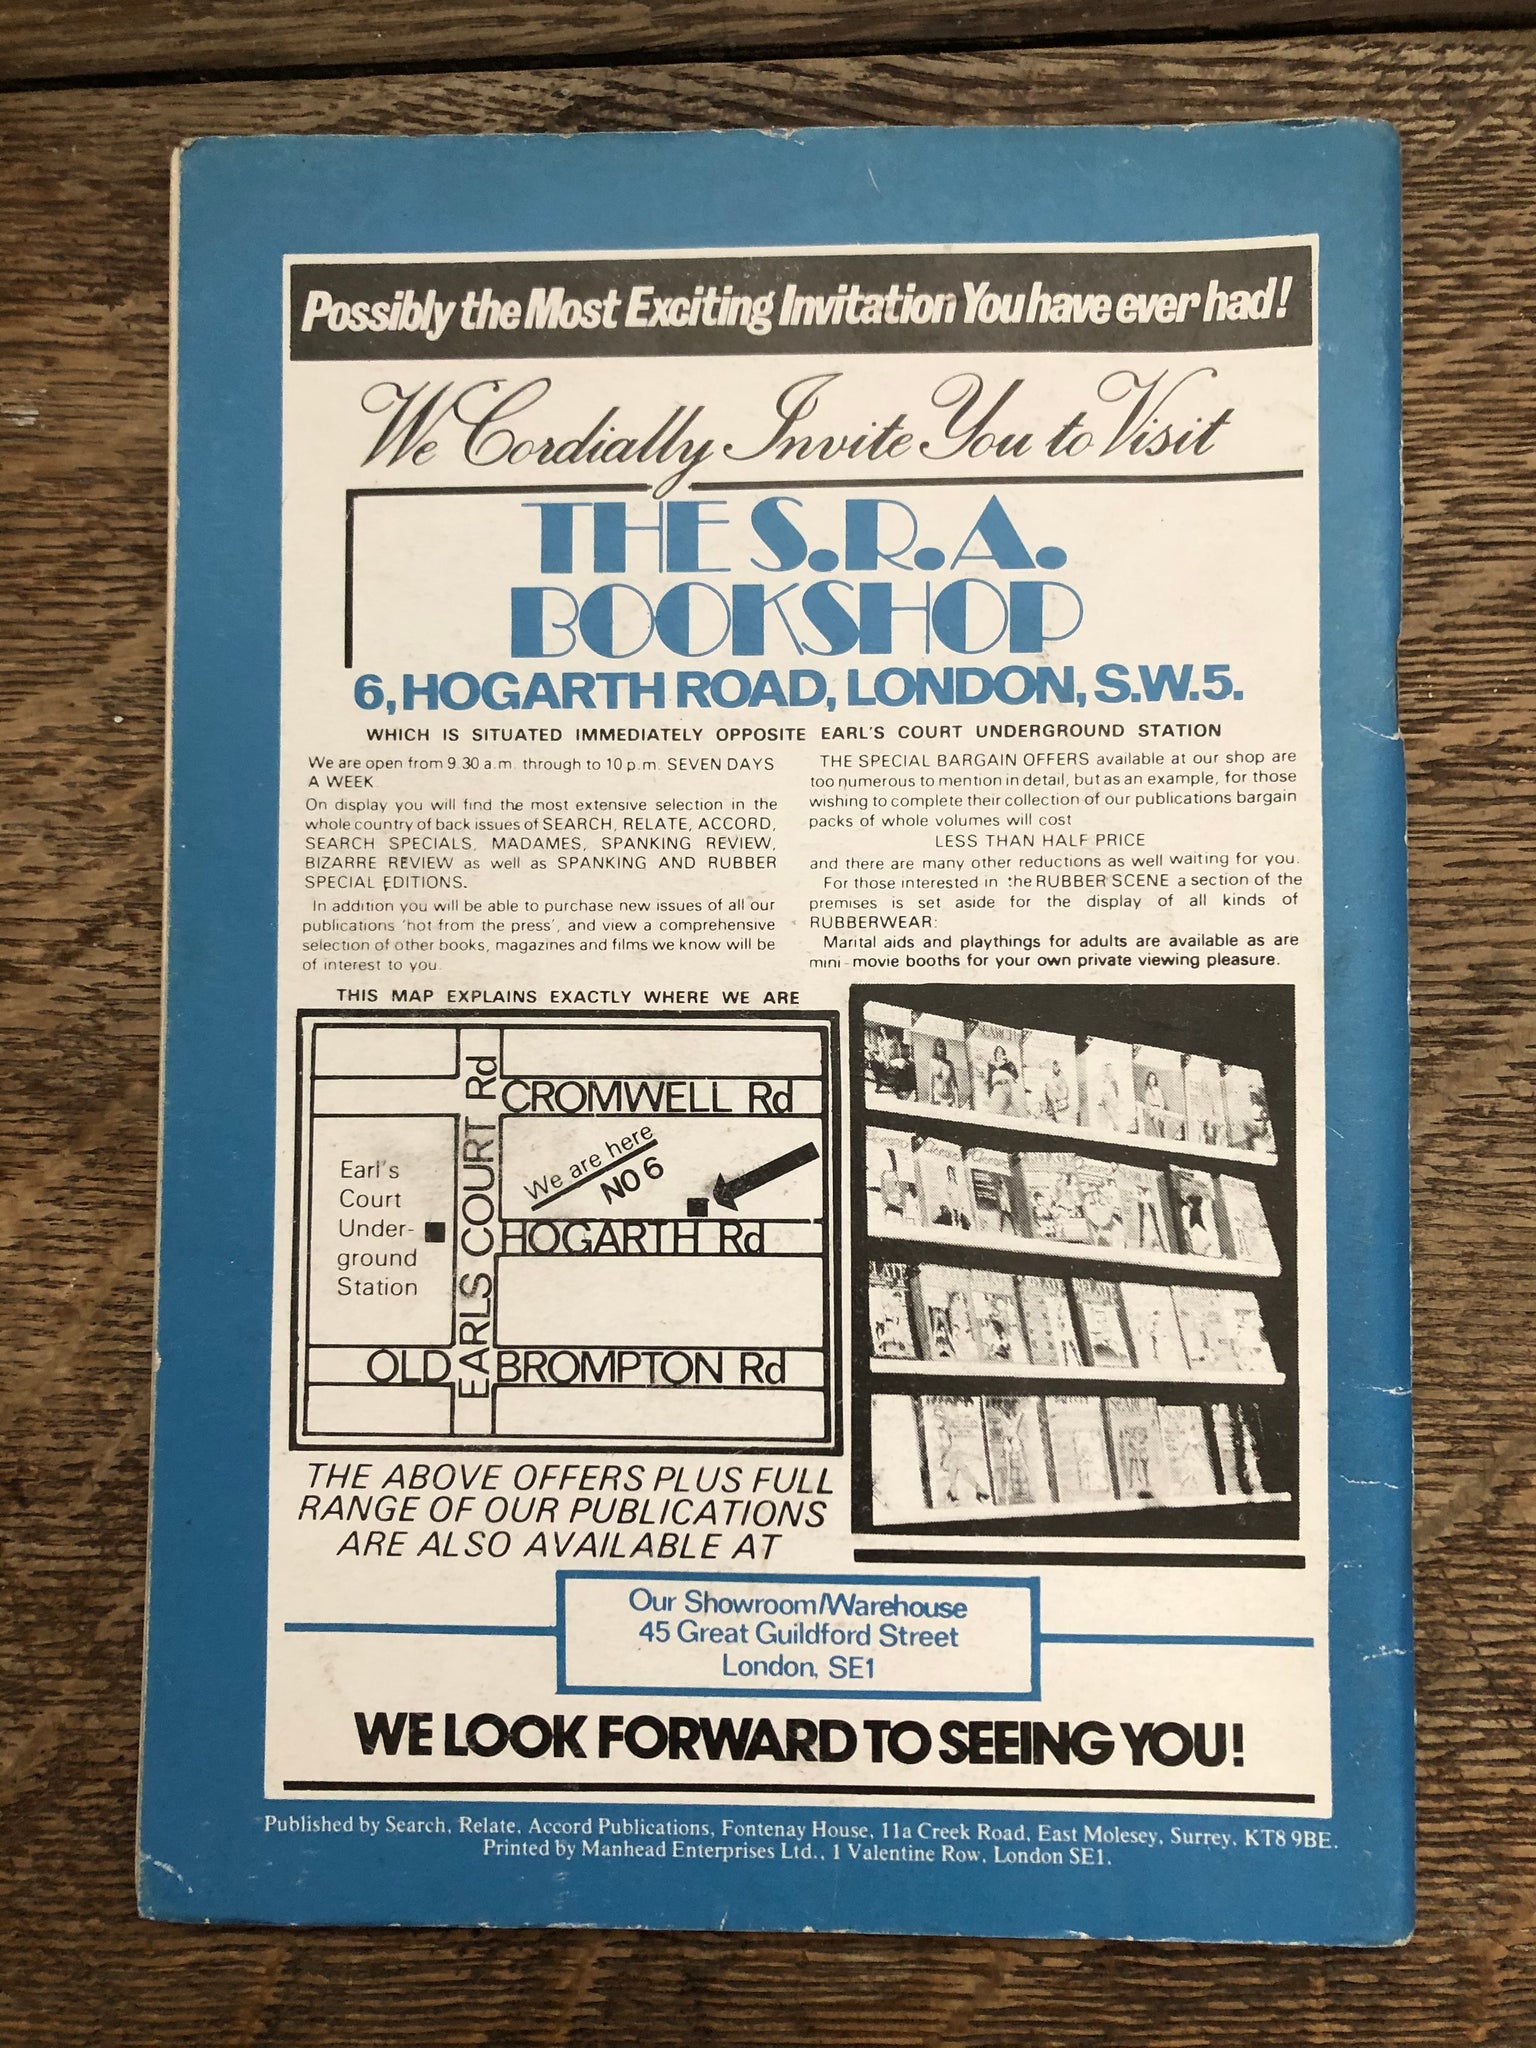 Possibly the Most Exciting Invitation You have ever had!
We Cordially Invite You to Visit
THE S.R.A.
BOOKSHOP
6, HOGARTH ROAD, LONDON, S.W.5.
WHICH IS SITUATED IMMEDIATELY OPPOSITE EARL'S COURT UNDERGROUND STATION
We are open from 9.30 a.m. through to 10 p.m. SEVEN DAYS
A WEEK.
On display you will find the most extensive selection in the
whole country of back issues of SEARCH, RELATE, ACCORD,
SEARCH SPECIALS, MADAMES, SPANKING REVIEW,
BIZARRE REVIEW as well as SPANKING AND RUBBER
SPECIAL EDITIONS.
In addition you will be able to purchase new issues of all our
publications 'hot from the press', and view a comprehensive
selection of other books, magazines and films we know will be
of interest to you.
THE SPECIAL BARGAIN OFFERS available at our shop are
too numerous to mention in detail, but as an example, for those
wishing to complete their collection of our publications bargain
packs of whole volumes will cost
LESS THAN HALF PRICE
and there are many other reductions as well waiting for you.
For those interested in the RUBBER SCENE a section of the
premises is set aside for the display of all kinds of
RUBBERWEAR:
Marital aids and playthings for adults are available as are
mini-movie booths for your own private viewing pleasure.
THIS MAP EXPLAINS EXACTLY WHERE WE ARE
CROMWELL Rd
EARLS COURT Rd
We are here
NO 6
Earl's
Court
Under-
ground
Station
HOGARTH Rd
OLD BROMPTON Rd
SEARCH
THE ABOVE OFFERS PLUS FULL
RANGE OF OUR PUBLICATIONS
ARE ALSO AVAILABLE AT
Our Showroom/Warehouse
45 Great Guildford Street
London, SE1
WE LOOK FORWARD TO SEEING YOU!
Published by Search, Relate, Accord Publications, Fontenay House, 11a Creek Road, East Molesey, Surrey, KT8 9BE.
Printed by Manhead Enterprises Ltd., 1 Valentine Row, London SE1.